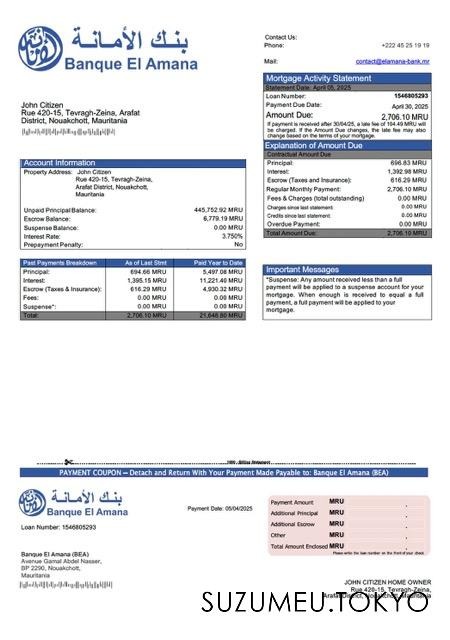 بنك الأمانة
Banque El Amana
Contact Us:
Phone: +222 45 25 19 19
Mail: contact@elamana-bank.mr
Mortgage Activity Statement
Statement Date: April 05, 2025
Loan Number: 1546805293
Payment Due Date: April 30, 2025
Amount Due: 2,706.10 MRU
If payment is received after 30/04/25, a late fee of 194.49 MRU will
be charged. If the Amount Due changes, the late fee may also
change based on the terms of your mortgage.
John Citizen
Rue 420-15, Tevragh-Zeina, Arafat
District, Nouakchott, Mauritania
Explanation of Amount Due
Contractual Amount Due
Principal: 696.83 MRU
Interest: 1,392.98 MRU
Escrow (Taxes and Insurance): 616.29 MRU
Regular Monthly Payment: 2,706.10 MRU
Fees & Charges (total outstanding) 0.00 MRU
Charges since last statement: 0.00 MRU
Credits since last statement: 0.00 MRU
Overdue Payment: 0.00 MRU
Total Amount Due: 2,706.10 MRU
Account Information
Property Address: John Citizen
Rue 420-15, Tevragh-Zeina,
Arafat District, Nouakchott,
Mauritania
Unpaid Principal Balance: 445,752.92 MRU
Escrow Balance: 6,779.19 MRU
Suspense Balance: 0.00 MRU
Interest Rate: 3.750%
Prepayment Penalty: No
Past Payments Breakdown As of Last Stmt Paid Year to Date
Principal: 694.66 MRU 5,497.08 MRU
Interest: 1,395.15 MRU 11,221.40 MRU
Escrow (Taxes & Insurance): 616.29 MRU 4,930.32 MRU
Fees: 0.00 MRU 0.00 MRU
Suspense*: 0.00 MRU 0.00 MRU
Total: 2,706.10 MRU 21,648.80 MRU
Important Messages
*Suspense: Any amount received less than a full
payment will be applied to a suspense account for your
mortgage. When enough is received to equal a full
payment, a full payment will be applied to your
mortgage.
Billing Statement
PAYMENT COUPON – Detach and Return With Your Payment Made Payable to: Banque El Amana (BEA)
بنك الأمانة
Banque El Amana
Loan Number: 1546805293
Payment Date: 05/04/2025
Payment Amount MRU
Additional Principal MRU
Additional Escrow MRU
Other MRU
Total Amount Enclosed MRU
Please write the loan number on the front of your check.
Banque El Amana (BEA)
Avenue Gamal Abdel Nasser,
BP 2290, Nouakchott,
Mauritania
JOHN CITIZEN HOME OWNER
Rue 420-15, Tevragh-Zeina,
Arafat District, Nouakchott, Mauritania
SUZUMEU.TOKYO